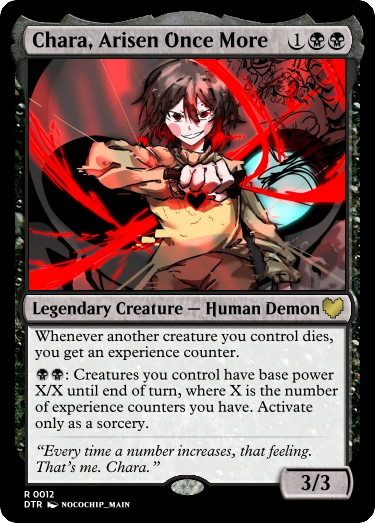 Chara, Arisen Once More 1
Legendary Creature — Human Demon
Whenever another creature you control dies,
you get an experience counter.
: Creatures you control have base power
X/X until end of turn, where X is the number
of experience counters you have. Activate
only as a sorcery.
“Every time a number increases, that feeling.
That’s me. Chara.”
3/3
R 0012
DTR NOCOCHIP_MAIN